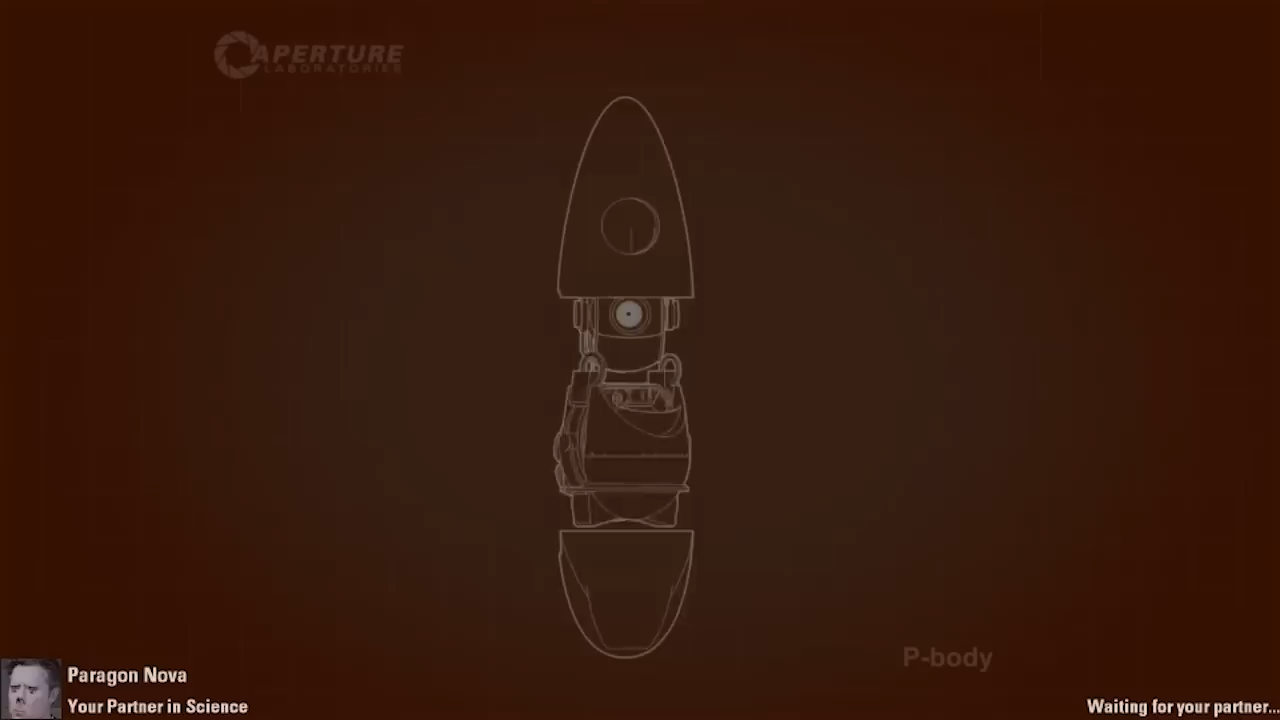 APERTURE
LABORATORIES
P-body
Paragon Nova
Your Partner in Science
Waiting for your partner...